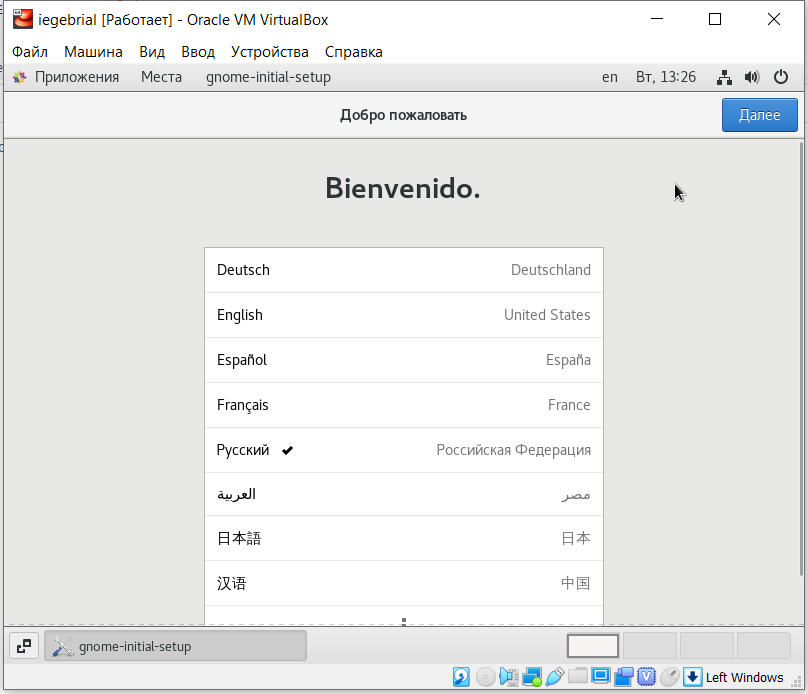 iegebrial [Работает] - Oracle VM VirtualBox
Файл Машина Вид Ввод Устройства Справка
Приложения Места gnome-initial-setup en Вт, 13:26
Добро пожаловать Далее
Bienvenido.
Deutsch Deutschland
English United States
Español España
Français France
Русский Российская Федерация
العربية مصر
日本語 日本
汉语 中国
gnome-initial-setup
Left Windows